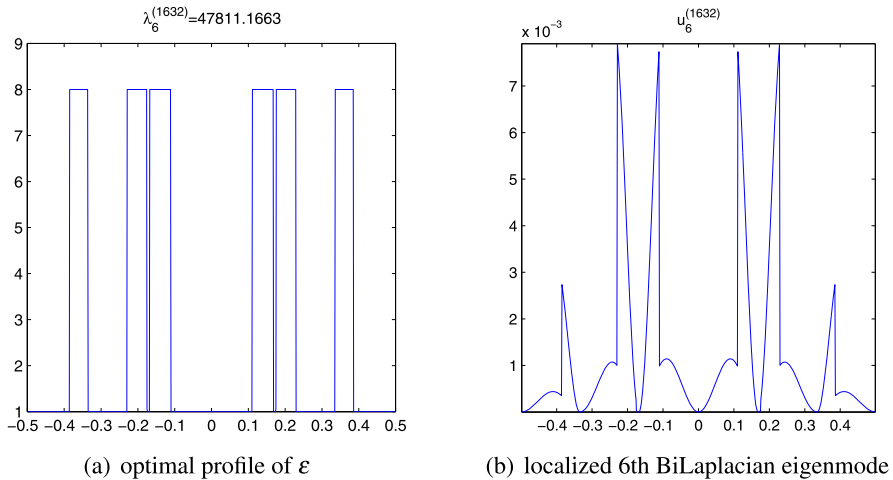 λ₆⁽¹⁶³²⁾=47811.1663
9
8
7
6
5
4
3
2
1
−0.5 −0.4 −0.3 −0.2 −0.1 0 0.1 0.2 0.3 0.4 0.5
(a) optimal profile of ε
u₆⁽¹⁶³²⁾
x 10⁻³
7
6
5
4
3
2
1
−0.4 −0.3 −0.2 −0.1 0 0.1 0.2 0.3 0.4
(b) localized 6th BiLaplacian eigenmode